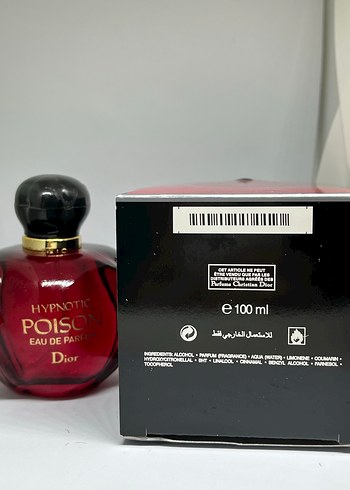 HYPNOTIC
POISON
EAU DE PARFUM
Dior
CET ARTICLE NE PEUT
ÊTRE VENDU QUE PAR LES
DISTRIBUTEURS AGRÉÉS DES
Parfums Christian Dior
℮ 100 ml
للاستعمال الخارجي فقط
INGREDIENTS: ALCOHOL • PARFUM (FRAGRANCE) • AQUA (WATER) • LIMONENE • COUMARIN •
HYDROXYCITRONELLAL • BHT • LINALOOL • CINNAMAL • BENZYL ALCOHOL • FARNESOL •
TOCOPHEROL